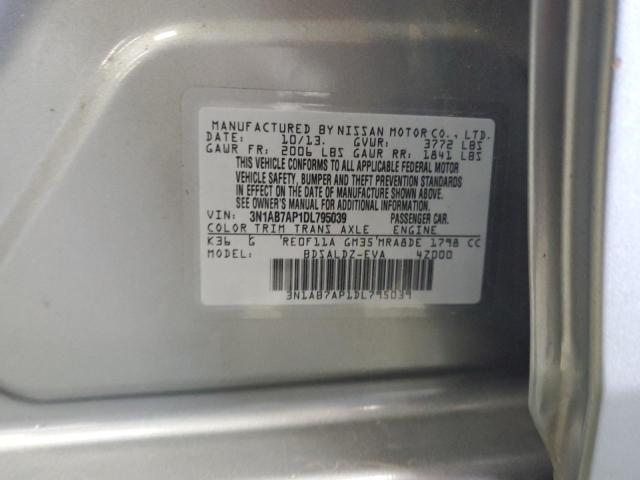 MANUFACTURED BY NISSAN MOTOR CO., LTD.
DATE: 10/13. GVWR: 3772 LBS
GAWR FR: 2006 LBS GAWR RR: 1841 LBS
THIS VEHICLE CONFORMS TO ALL APPLICABLE FEDERAL MOTOR
VEHICLE SAFETY, BUMPER AND THEFT PREVENTION STANDARDS
IN EFFECT ON THE DATE OF MANUFACTURE SHOWN ABOVE.
SEE OWNER'S MANUAL FOR ADDITIONAL INFORMATION.
VIN: 3N1AB7AP1DL795039 PASSENGER CAR.
COLOR TRIM TRANS AXLE ENGINE
K36 G RE0F11A GM35 MRA8DE 1798 CC
MODEL: BDSALDZ-EVA 4Z000
3N1AB7AP1DL795039